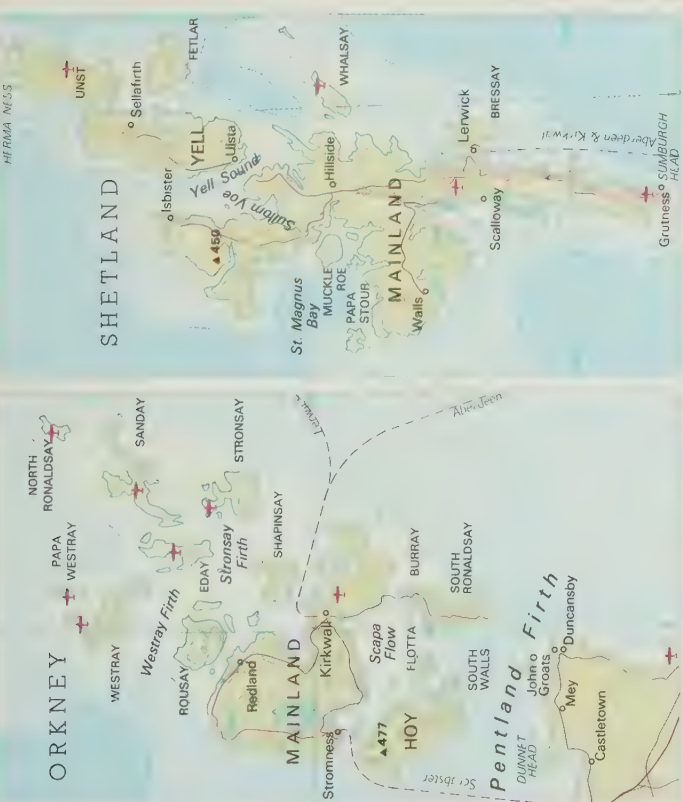 ORKNEY
NORTH
RONALDSAY
PAPA
WESTRAY
WESTRAY
SANDAY
Westray Firth
ROUSAY
EDAY
STRONSAY
Stronsay
Firth
SHAPINSAY
Redland
MAINLAND
Kirkwall
Lerwick
Aberdeen
Stromness
Scapa
Flow
FLOTTA
BURRAY
477
HOY
SOUTH
WALLS
SOUTH
RONALDSAY
Scrabster
Pentland Firth
DUNNET
HEAD
John o
Groats
Duncansby
Mey
Castletown
HERMA NESS
SHETLAND
UNST
Sellafirth
FETLAR
Isbister
YELL
Ulsta
Yell Sound
Sullom Voe
450
WHALSAY
Hillside
St. Magnus
Bay
MUCKLE
ROE
PAPA
STOUR
MAINLAND
Walls
Lerwick
BRESSAY
Scalloway
Aberdeen & Kirkwall
Grutness
SUMBURGH
HEAD